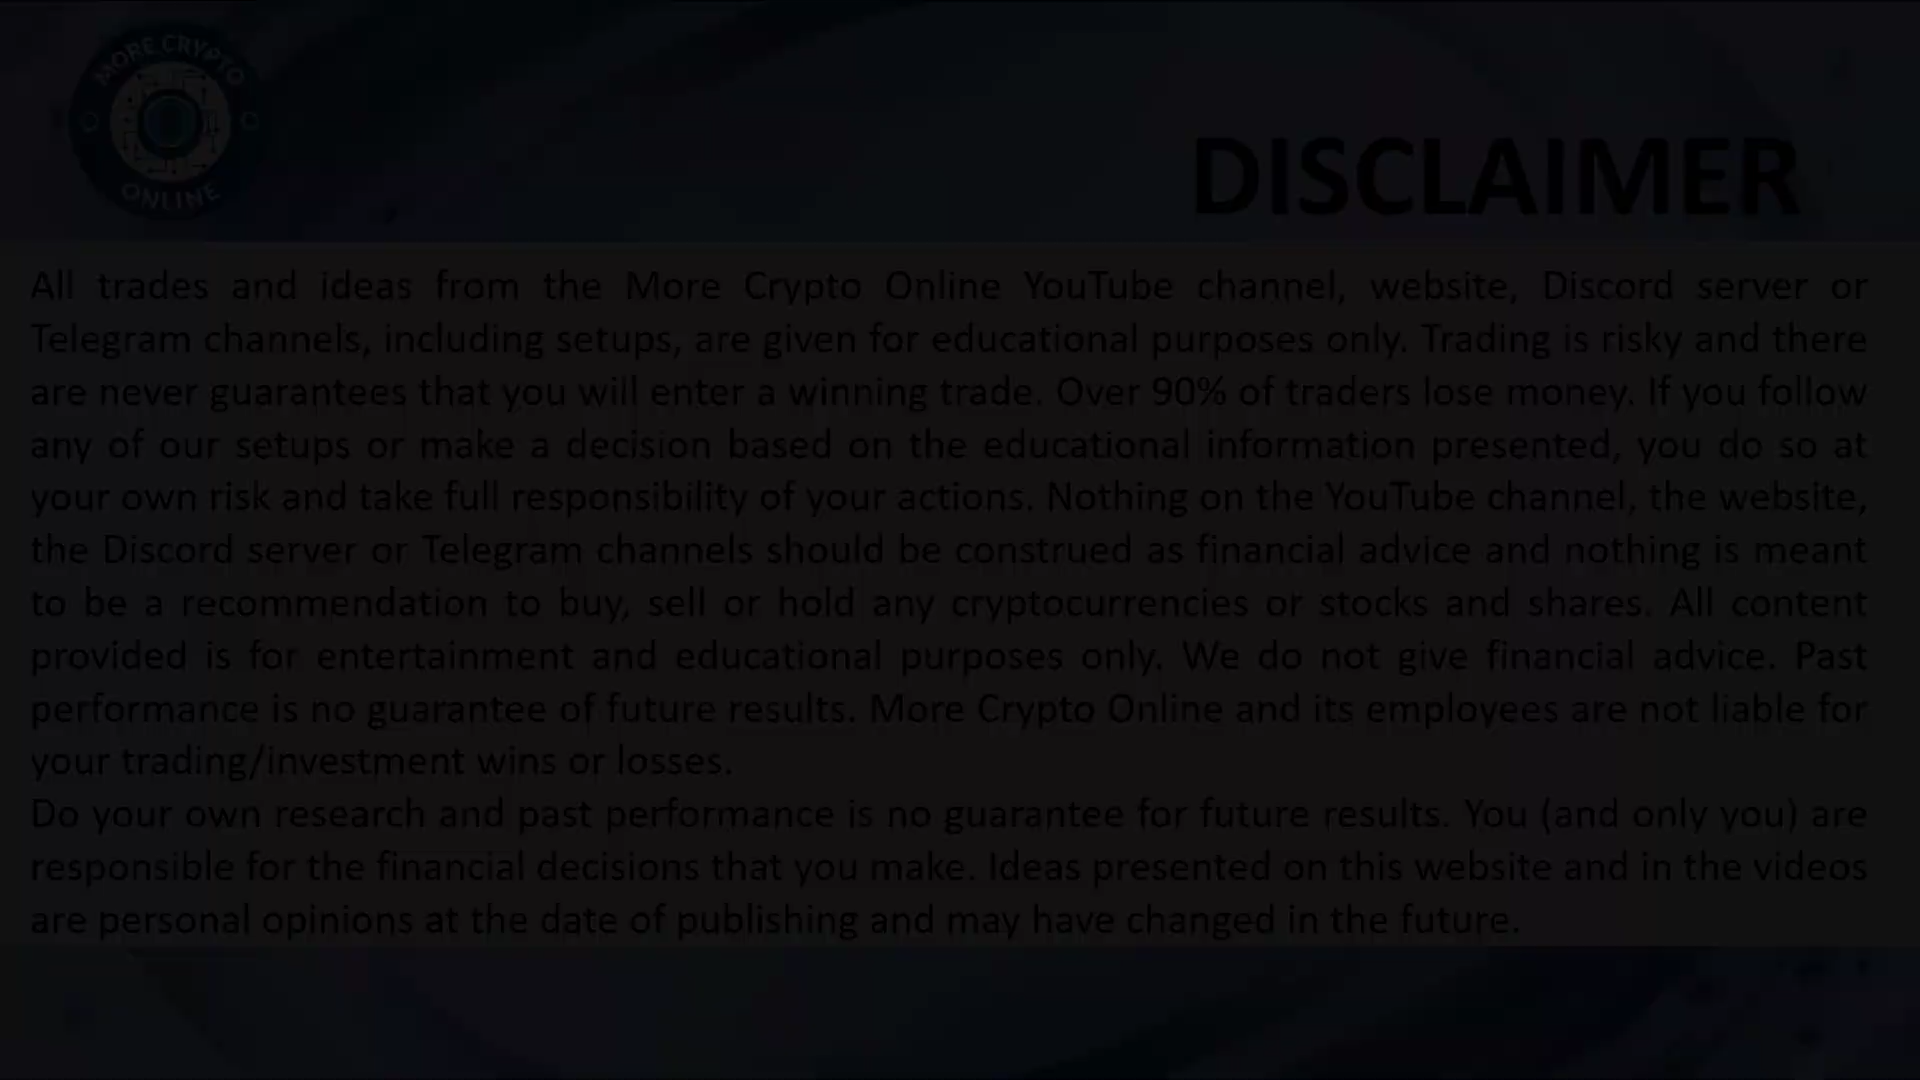 MORE CRYPTO
ONLINE
DISCLAIMER
All trades and ideas from the More Crypto Online YouTube channel, website, Discord server or
Telegram channels, including setups, are given for educational purposes only. Trading is risky and there
are never guarantees that you will enter a winning trade. Over 90% of traders lose money. If you follow
any of our setups or make a decision based on the educational information presented, you do so at
your own risk and take full responsibility of your actions. Nothing on the YouTube channel, the website,
the Discord server or Telegram channels should be construed as financial advice and nothing is meant
to be a recommendation to buy, sell or hold any cryptocurrencies or stocks and shares. All content
provided is for entertainment and educational purposes only. We do not give financial advice. Past
performance is no guarantee of future results. More Crypto Online and its employees are not liable for
your trading/investment wins or losses.
Do your own research and past performance is no guarantee for future results. You (and only you) are
responsible for the financial decisions that you make. Ideas presented on this website and in the videos
are personal opinions at the date of publishing and may have changed in the future.